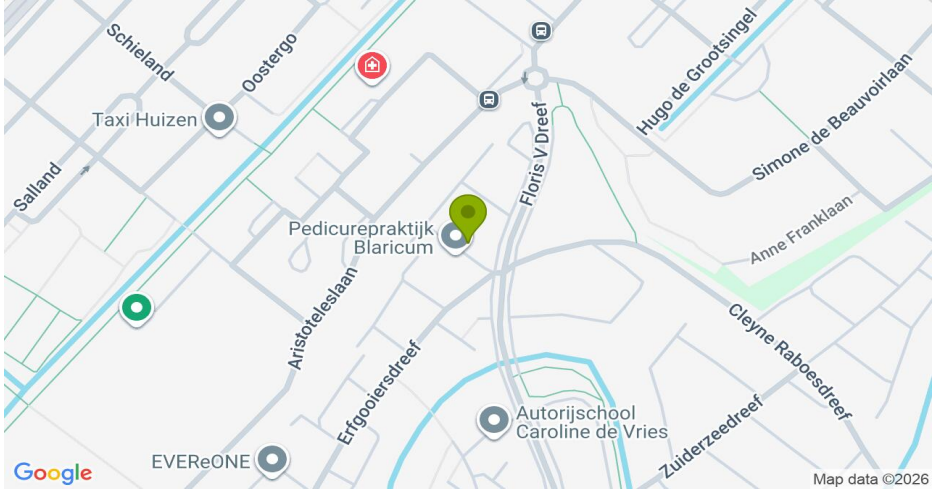 Schieland
Oostergo
Taxi Huizen
Salland
Hugo de Grootsingel
Simone de Beauvoirlaan
Floris V Dreef
Pedicurepraktijk
Blaricum
Anne Franklaan
Aristoteleslaan
Erfgooiersdreef
Cleyne Raboesdreef
Autorijschool
Caroline de Vries
Zuiderzeedreef
EVEReONE
Google
Map data ©2026